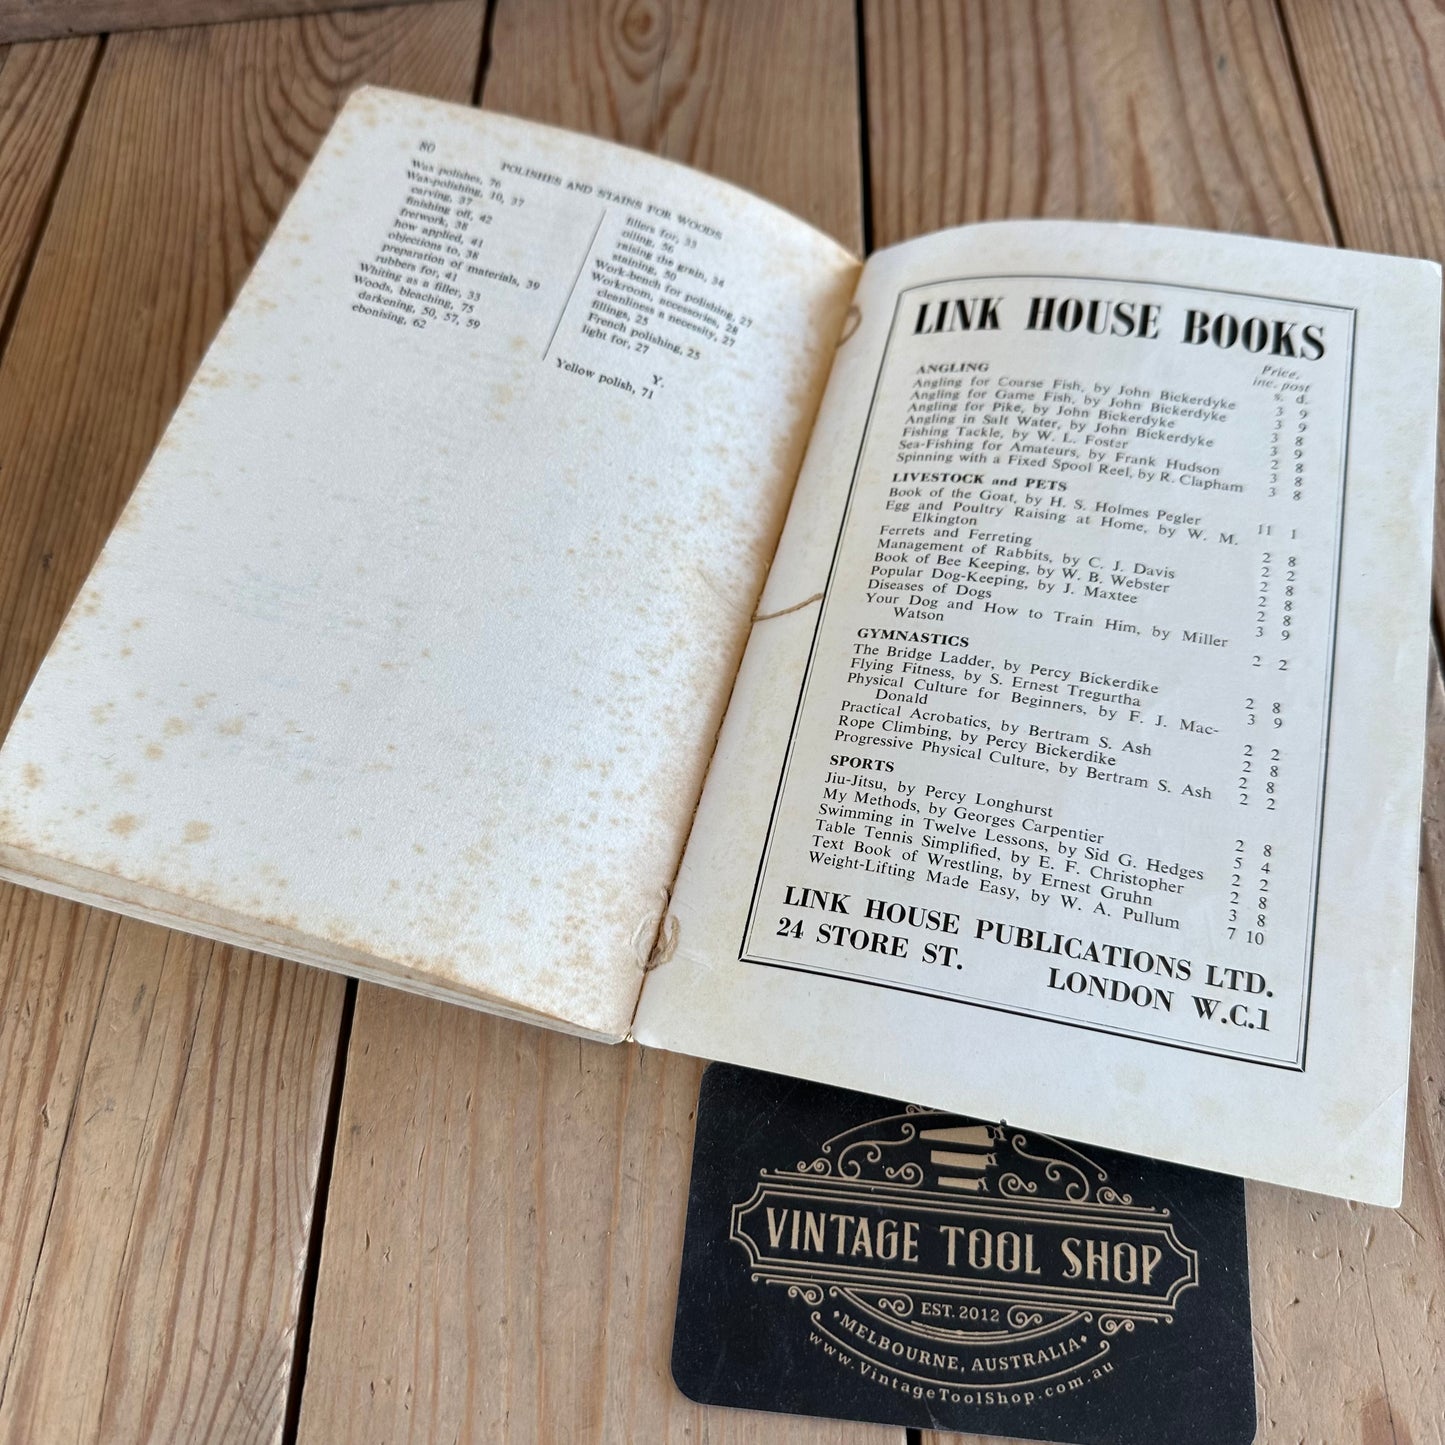 80
POLISHES AND STAINS FOR WOODS
Wax polishes, 76
Wax-polishing, 10, 37
carving, 37
finishing off, 42
fretwork, 38
how applied, 41
objections to, 38
preparation of materials, 39
rubbers for, 41
Whiting as a filler, 33
Woods, bleaching, 75
darkening, 50, 57, 59
ebonising, 62
fillers for, 33
oiling, 56
raising the grain, 34
staining, 50
Work-bench for polishing, 27
Workroom, accessories, 28
cleanliness a necessity, 27
fillings, 25
French polishing, 25
light for, 27
Y.
Yellow polish, 71
LINK HOUSE BOOKS
Price,
inc. post
ANGLING s. d.
Angling for Coarse Fish, by John Bickerdyke 3 9
Angling for Game Fish, by John Bickerdyke 3 9
Angling for Pike, by John Bickerdyke 3 8
Angling in Salt Water, by John Bickerdyke 3 9
Fishing Tackle, by W. L. Foster 2 8
Sea-Fishing for Amateurs, by Frank Hudson 3 8
Spinning with a Fixed Spool Reel, by R. Clapham 3 8
LIVESTOCK and PETS
Book of the Goat, by H. S. Holmes Pegler 11 1
Egg and Poultry Raising at Home, by W. M.
Elkington 2 8
Ferrets and Ferreting 2 2
Management of Rabbits, by C. J. Davis 2 8
Book of Bee Keeping, by W. B. Webster 2 8
Popular Dog-Keeping, by J. Maxtee 2 8
Diseases of Dogs 3 9
Your Dog and How to Train Him, by Miller
Watson 2 2
GYMNASTICS
The Bridge Ladder, by Percy Bickerdike 2 8
Flying Fitness, by S. Ernest Tregurtha 3 9
Physical Culture for Beginners, by F. J. Mac-
Donald 2 2
Practical Acrobatics, by Bertram S. Ash 2 8
Rope Climbing, by Percy Bickerdike 2 8
Progressive Physical Culture, by Bertram S. Ash 2 2
SPORTS
Jiu-Jitsu, by Percy Longhurst 2 8
My Methods, by Georges Carpentier 5 4
Swimming in Twelve Lessons, by Sid G. Hedges 2 2
Table Tennis Simplified, by E. F. Christopher 2 8
Text Book of Wrestling, by Ernest Gruhn 3 8
Weight-Lifting Made Easy, by W. A. Pullum 7 10
LINK HOUSE PUBLICATIONS LTD.
24 STORE ST. LONDON W.C.1
VINTAGE TOOL SHOP
EST. 2012
MELBOURNE, AUSTRALIA
www.VintageToolShop.com.au